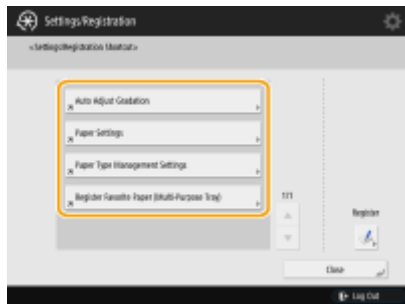 Settings/Registration
<Settings/Registration Shortcut>
Auto Adjust Gradation
Paper Settings
Paper Type Management Settings
Register Favorite Paper (Multi-Purpose Tray)
1/1
Register
Close
Log Out